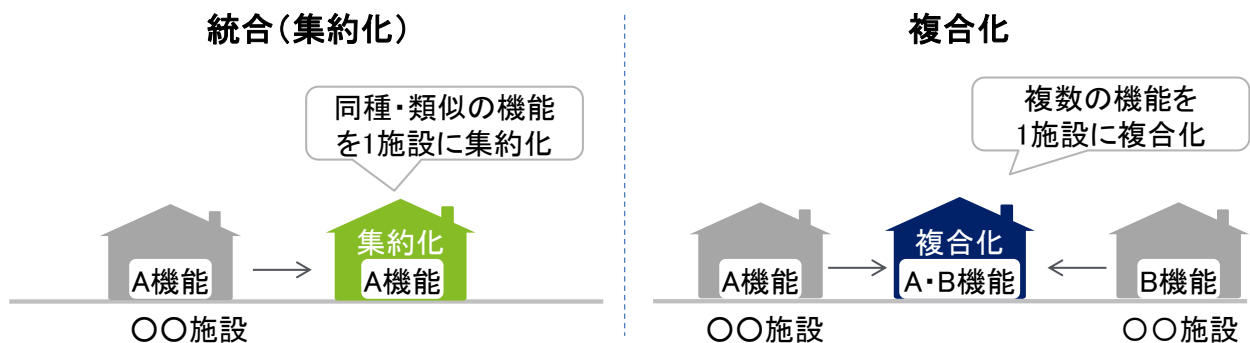 統合（集約化）
同種・類似の機能
を1施設に集約化
集約化
A機能
A機能
〇〇施設
複合化
複数の機能を
1施設に複合化
複合化
A機能
A・B機能
B機能
〇〇施設
〇〇施設